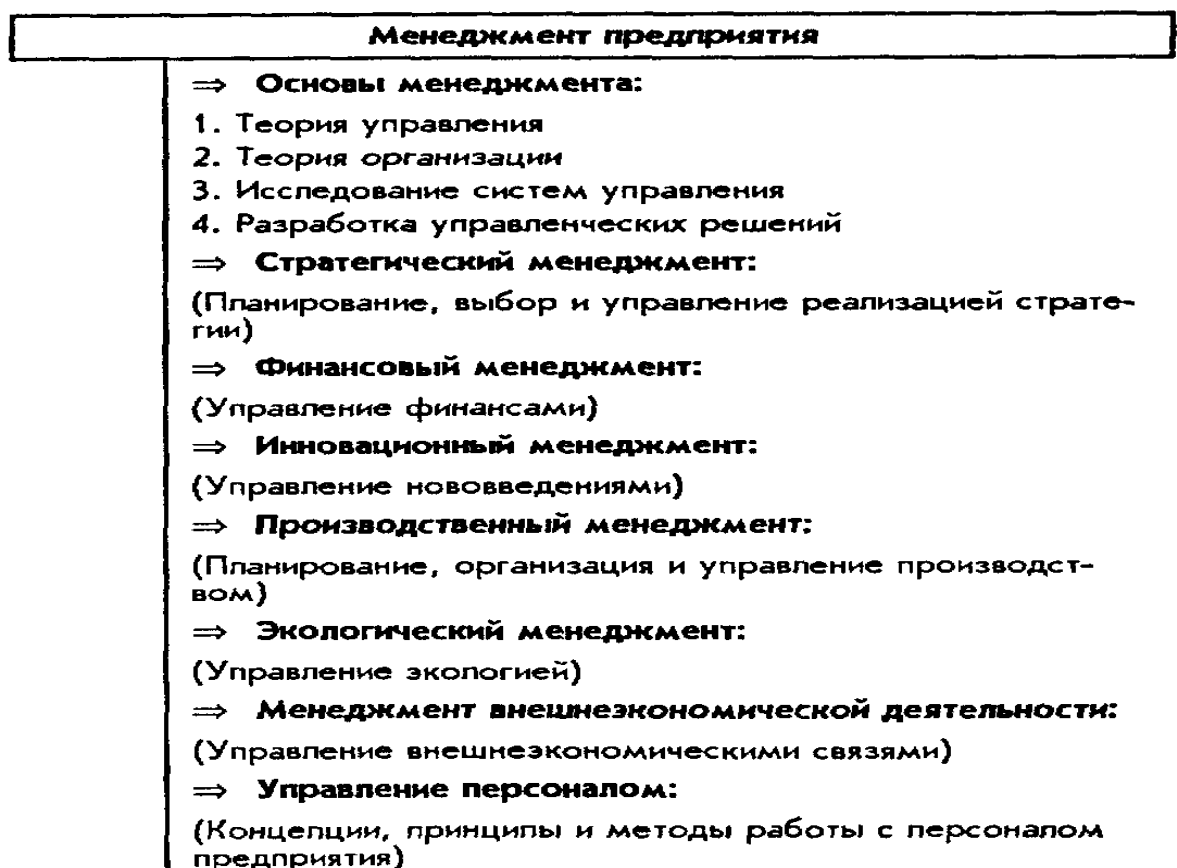 Менеджмент предприятия
⇒ Основы менеджмента:
1. Теория управления
2. Теория организации
3. Исследование систем управления
4. Разработка управленческих решений
⇒ Стратегический менеджмент:
(Планирование, выбор и управление реализацией страте-
гии)
⇒ Финансовый менеджмент:
(Управление финансами)
⇒ Инновационный менеджмент:
(Управление нововведениями)
⇒ Производственный менеджмент:
(Планирование, организация и управление производст-
вом)
⇒ Экологический менеджмент:
(Управление экологией)
⇒ Менеджмент внешнеэкономической деятельности:
(Управление внешнеэкономическими связями)
⇒ Управление персоналом:
(Концепции, принципы и методы работы с персоналом
предприятия)